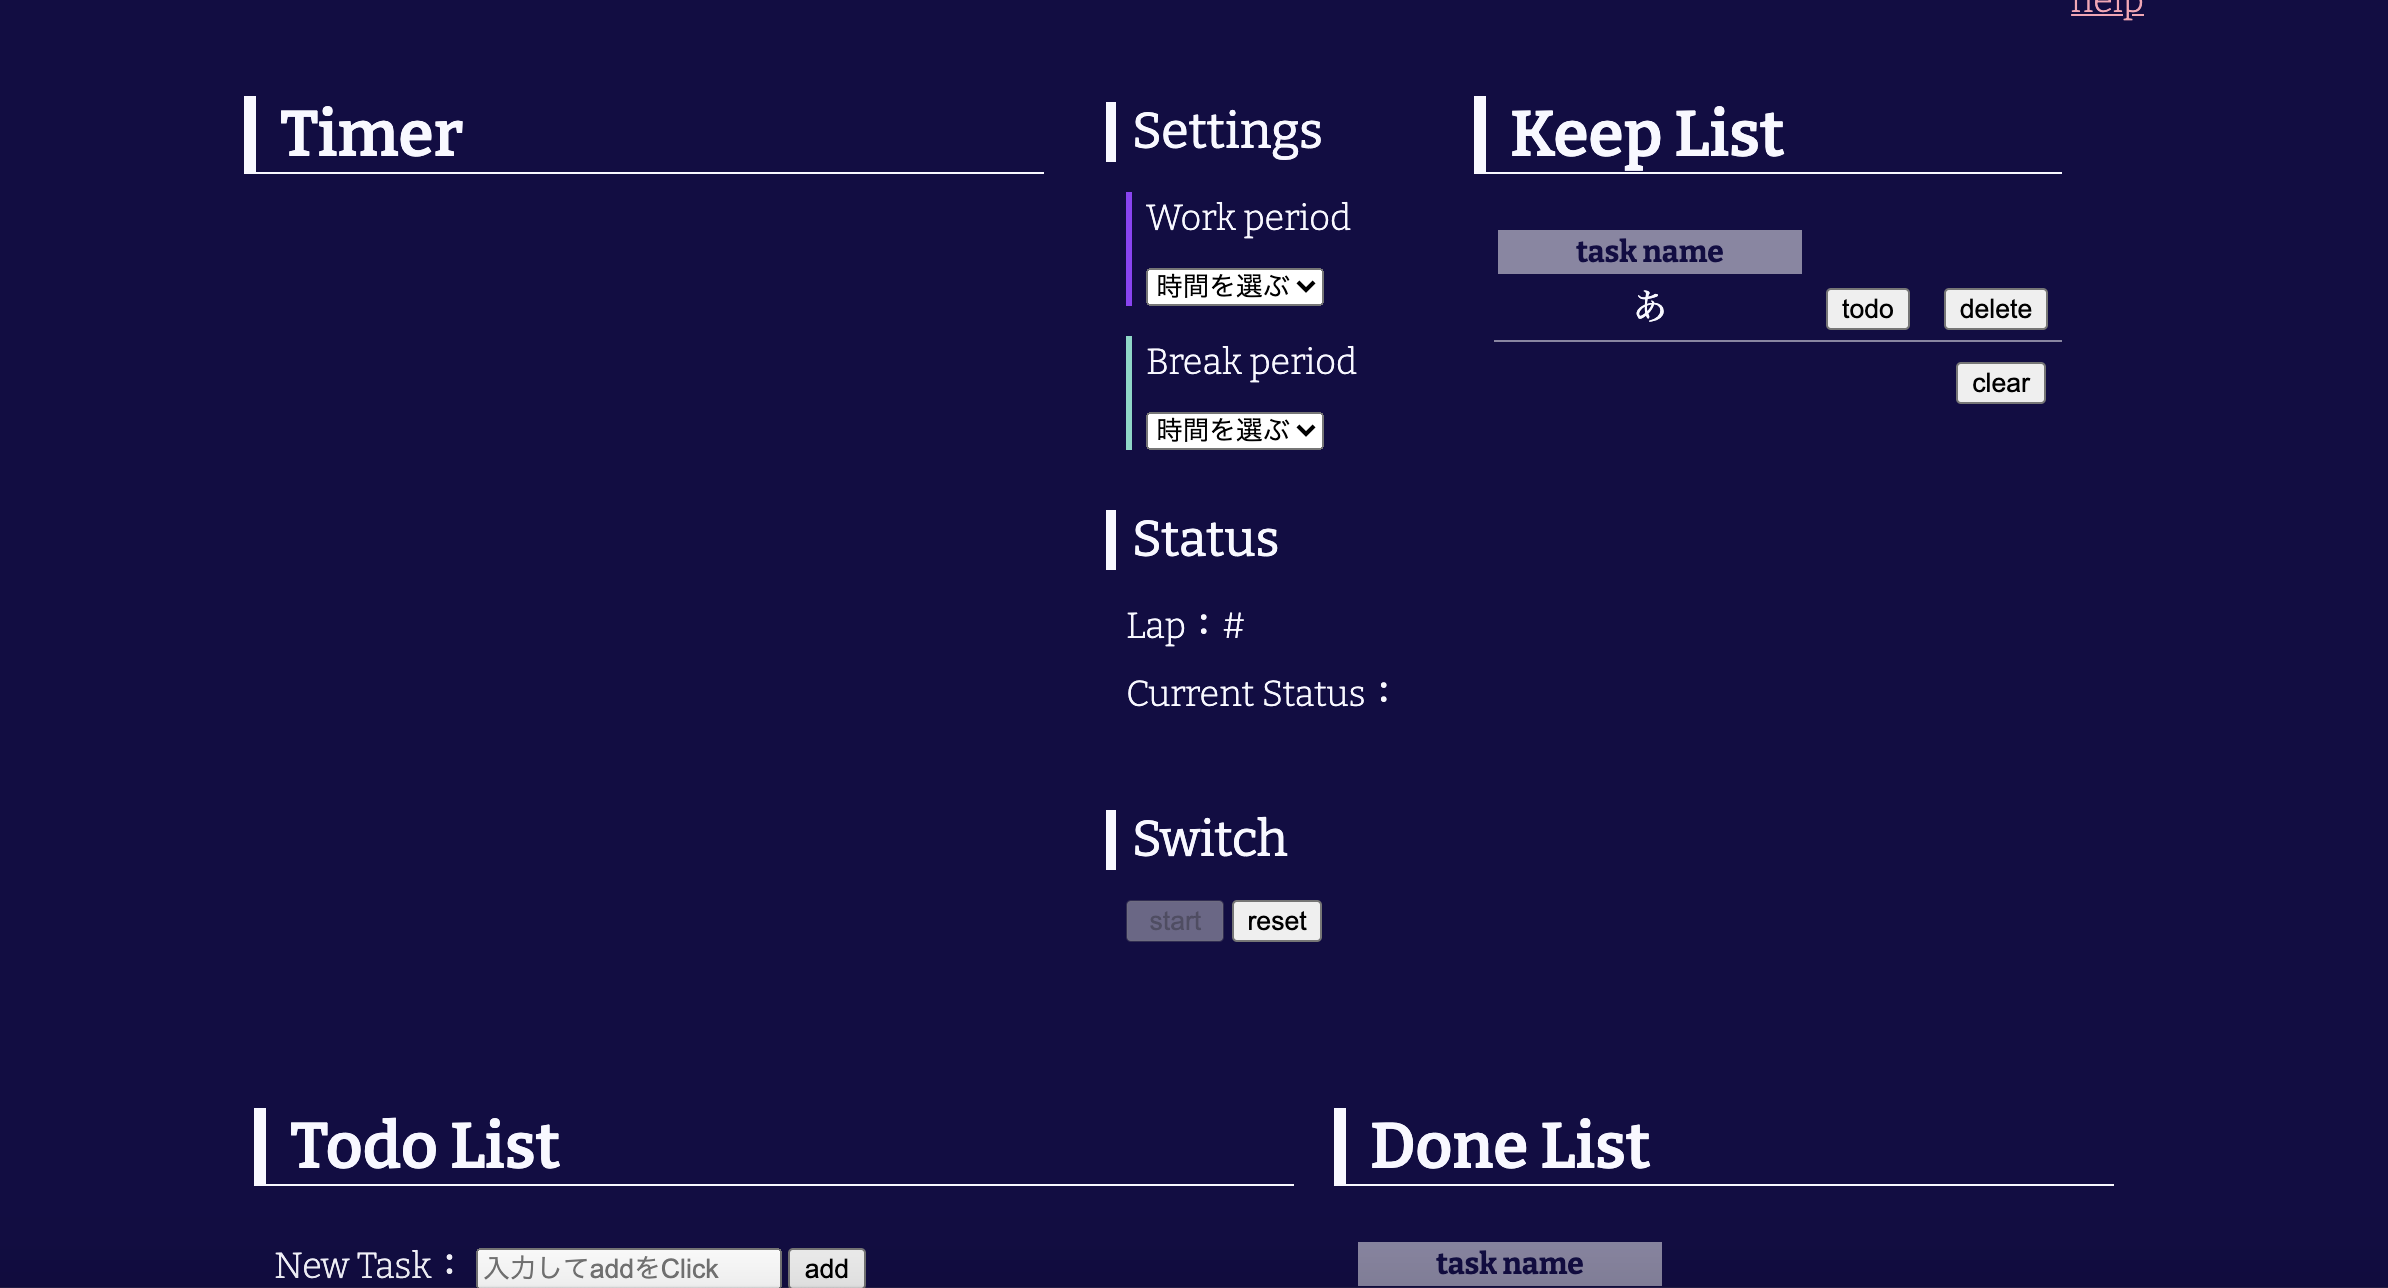 help
Timer
Settings
Work period
時間を選ぶ
Break period
時間を選ぶ
Status
Lap：#
Current Status：
Switch
start reset
Keep List
task name
あ todo delete
clear
Todo List
New Task： 入力してaddをClick add
Done List
task name